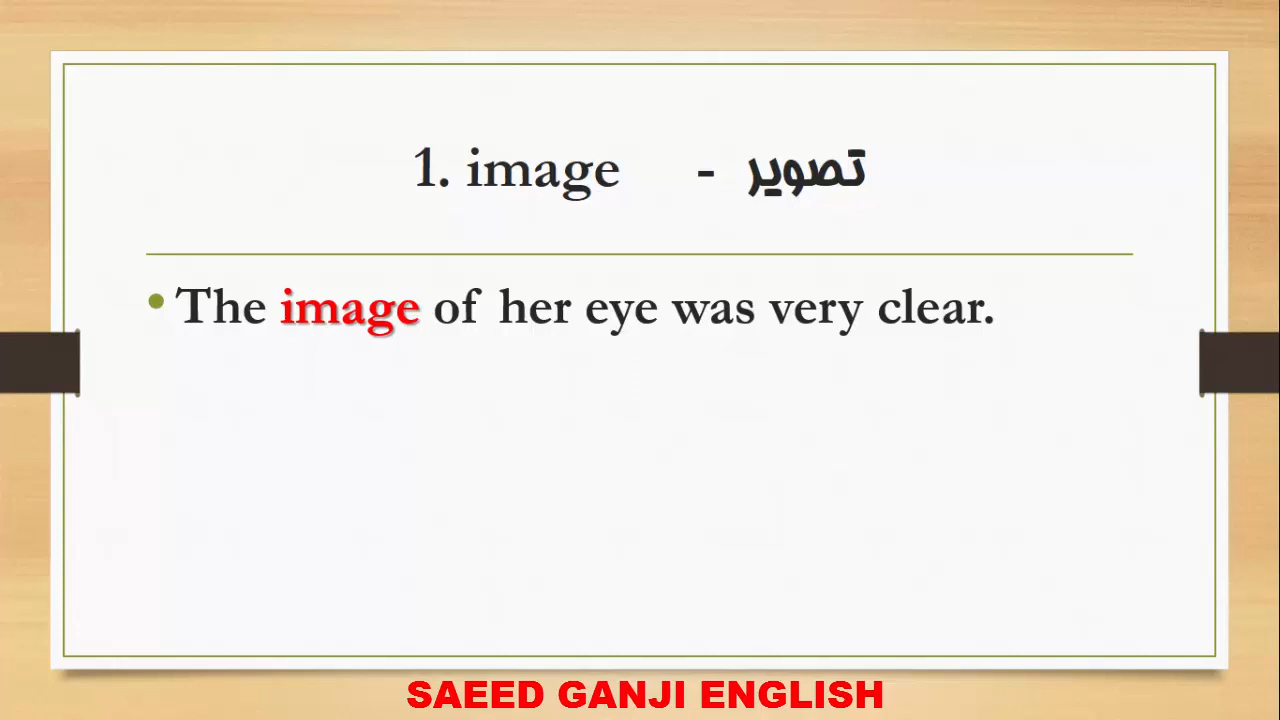 1. image - تصویر
• The image of her eye was very clear.
SAEED GANJI ENGLISH